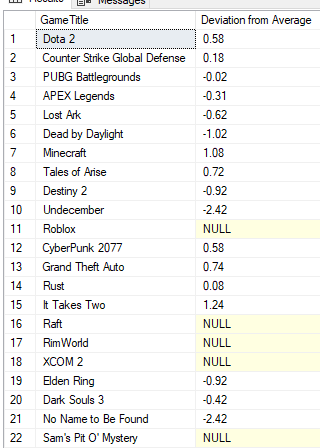 Messages
GameTitle Deviation from Average
1 Dota 2 0.58
2 Counter Strike Global Defense 0.18
3 PUBG Battlegrounds -0.02
4 APEX Legends -0.31
5 Lost Ark -0.62
6 Dead by Daylight -1.02
7 Minecraft 1.08
8 Tales of Arise 0.72
9 Destiny 2 -0.92
10 Undecember -2.42
11 Roblox NULL
12 CyberPunk 2077 0.58
13 Grand Theft Auto 0.74
14 Rust 0.08
15 It Takes Two 1.24
16 Raft NULL
17 RimWorld NULL
18 XCOM 2 NULL
19 Elden Ring -0.92
20 Dark Souls 3 -0.42
21 No Name to Be Found -2.42
22 Sam's Pit O' Mystery NULL